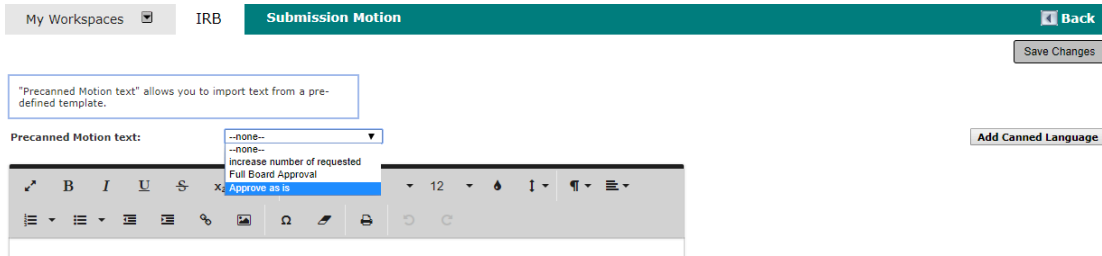 My Workspaces IRB Submission Motion Back
Save Changes
"Precanned Motion text" allows you to import text from a pre-
defined template.
Precanned Motion text: --none-- Add Canned Language
--none--
increase number of requested
Full Board Approval
Approve as is
B I U S x 12 ¶
Ω